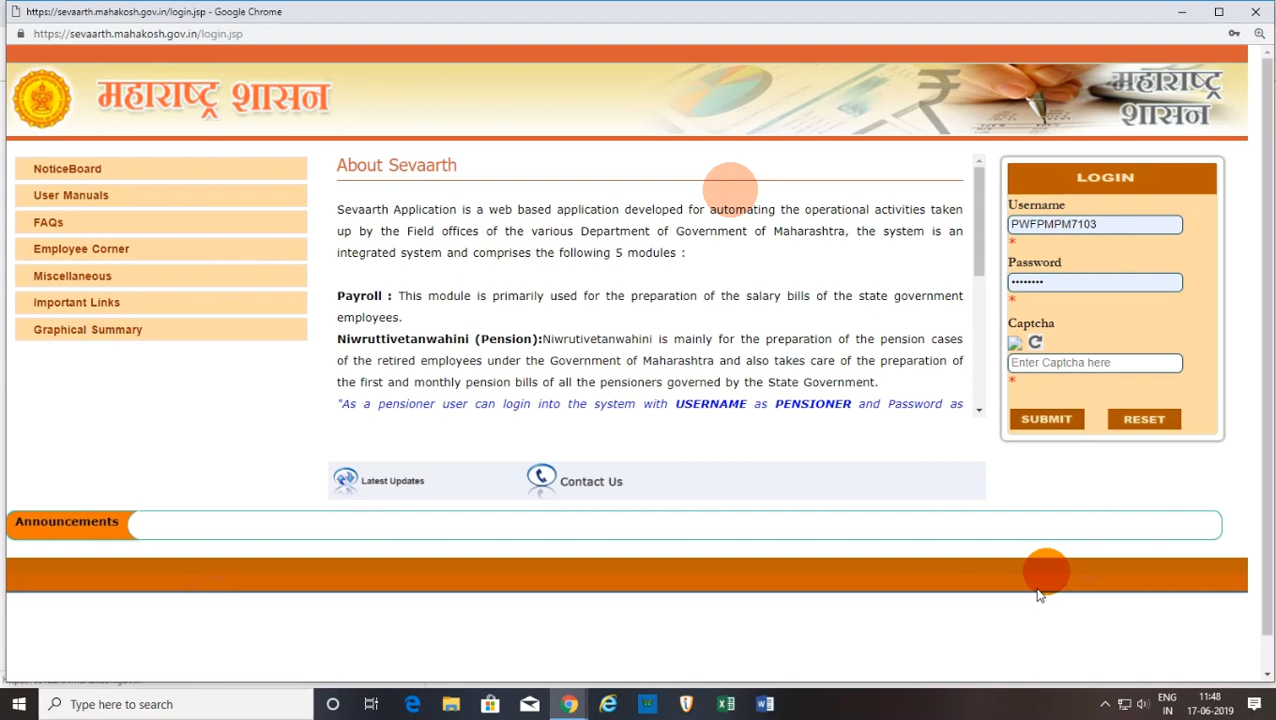 https://sevaarth.mahakosh.gov.in/login.jsp - Google Chrome
https://sevaarth.mahakosh.gov.in/login.jsp
महाराष्ट्र शासन
महाराष्ट्र
शासन
NoticeBoard
User Manuals
FAQs
Employee Corner
Miscellaneous
Important Links
Graphical Summary
About Sevaarth
Sevaarth Application is a web based application developed for automating the operational activities taken
up by the Field offices of the various Department of Government of Maharashtra, the system is an
integrated system and comprises the following 5 modules :
Payroll : This module is primarily used for the preparation of the salary bills of the state government
employees.
Niwruttivetanwahini (Pension):Niwrutivetanwahini is mainly for the preparation of the pension cases
of the retired employees under the Government of Maharashtra and also takes care of the preparation of
the first and monthly pension bills of all the pensioners governed by the State Government.
"As a pensioner user can login into the system with USERNAME as PENSIONER and Password as
LOGIN
Username
PWFPMPM7103
*
Password
••••••••
*
Captcha
Enter Captcha here
*
SUBMIT RESET
Latest Updates Contact Us
Announcements
Type here to search
ENG
IN
11:48
17-06-2019